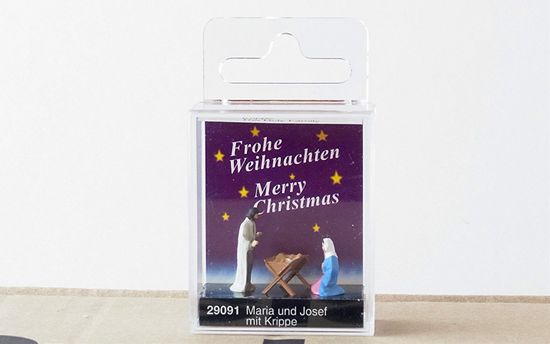 Frohe
Weihnachten
Merry
Christmas
29091 Maria und Josef
mit Krippe